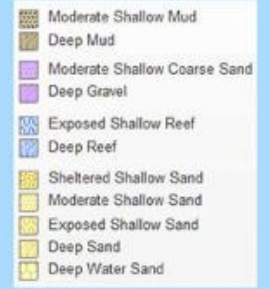 Moderate Shallow Mud
Deep Mud
Moderate Shallow Coarse Sand
Deep Gravel
Exposed Shallow Reef
Deep Reef
Sheltered Shallow Sand
Moderate Shallow Sand
Exposed Shallow Sand
Deep Sand
Deep Water Sand